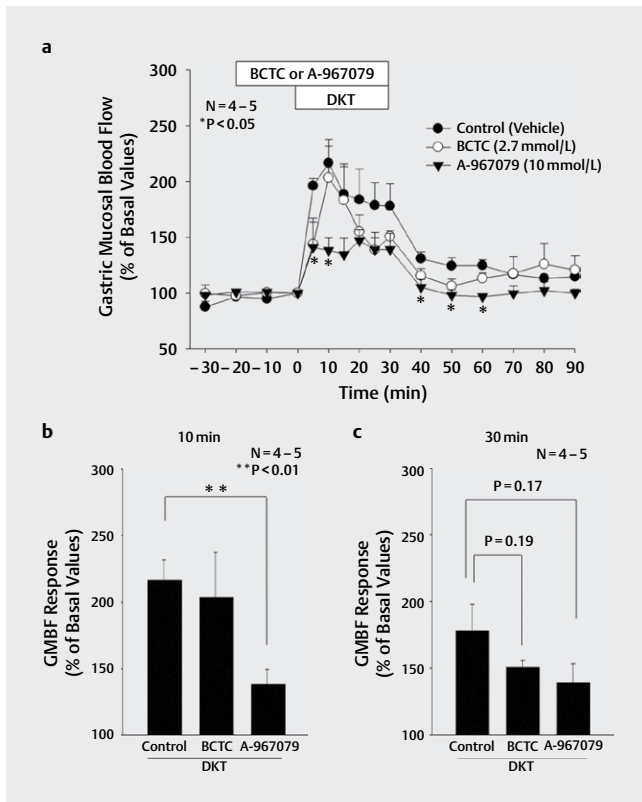 a
BCTC or A-967079
DKT
N = 4 – 5
*P < 0.05
Control (Vehicle)
BCTC (2.7 mmol/L)
A-967079 (10 mmol/L)
Gastric Mucosal Blood Flow
(% of Basal Values)
300
250
200
150
100
50
* *
* * *
– 30 – 20 – 10 0 10 20 30 40 50 60 70 80 90
Time (min)
b
10 min
N = 4 – 5
**P < 0.01
**
GMBF Response
(% of Basal Values)
300
250
200
150
100
Control BCTC A-967079
DKT
c
30 min
N = 4 – 5
P = 0.17
P = 0.19
GMBF Response
(% of Basal Values)
300
250
200
150
100
Control BCTC A-967079
DKT